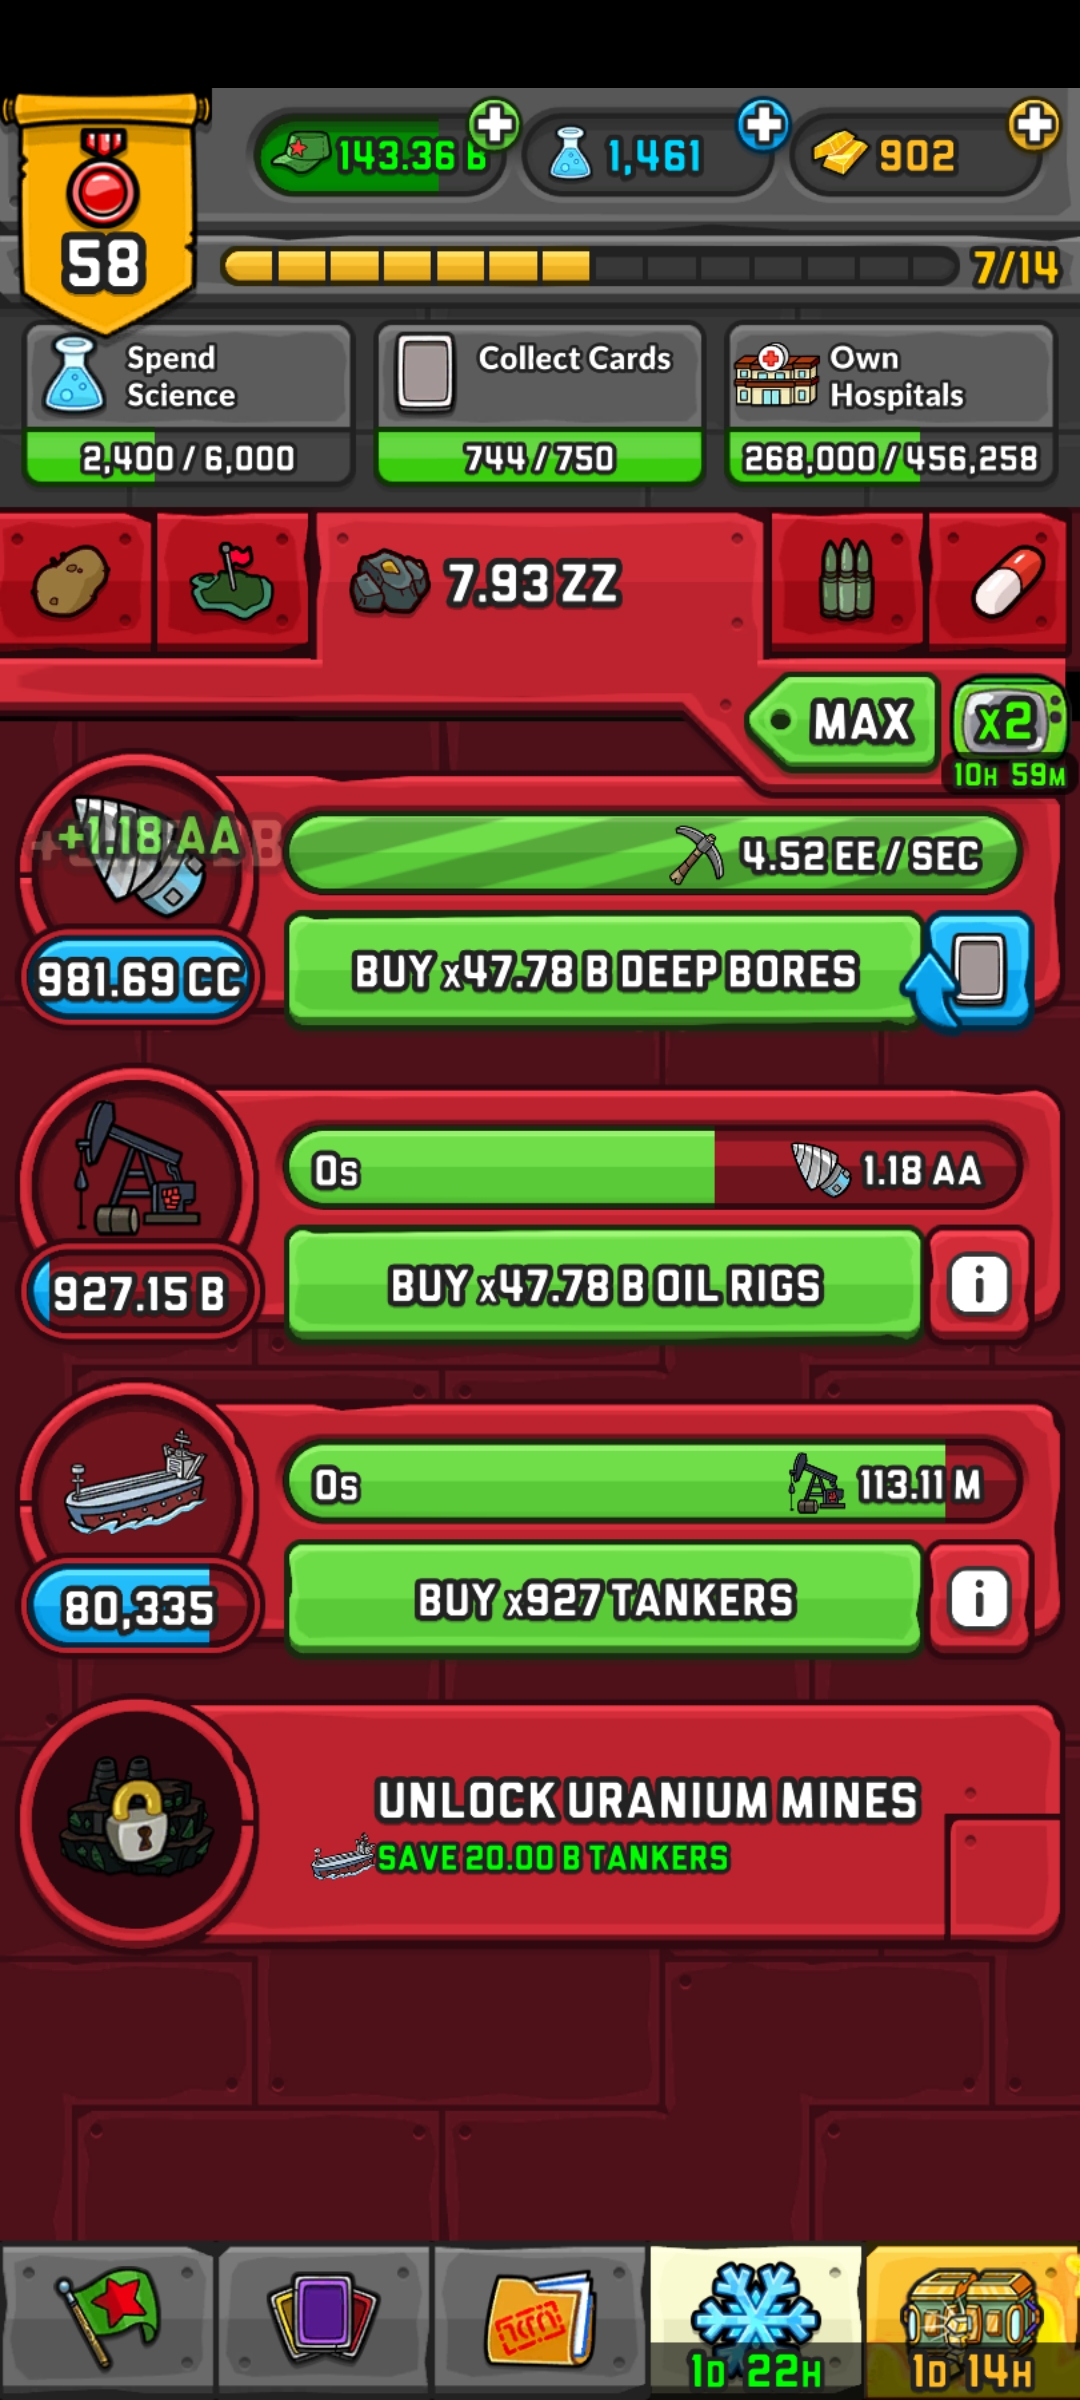 58
143.36 B
1,461
902
7/14
Spend
Science
2,400 / 6,000
Collect Cards
744 / 750
Own
Hospitals
268,000 / 456,258
7.93 ZZ
MAX
x2
10H 59M
+1.18 AA
4.52 EE / SEC
981.69 CC
BUY x47.78 B DEEP BORES
0s
1.18 AA
927.15 B
BUY x47.78 B OIL RIGS
i
0s
113.11 M
80,335
BUY x927 TANKERS
i
UNLOCK URANIUM MINES
SAVE 20.00 B TANKERS
1D 22H
1D 14H